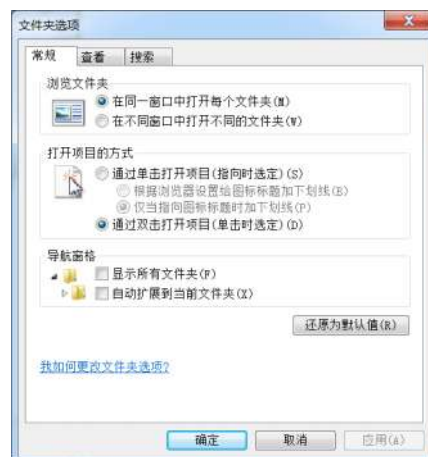 文件夹选项
常规 查看 搜索
浏览文件夹
在同一窗口中打开每个文件夹(M)
在不同窗口中打开不同的文件夹(W)
打开项目的方式
通过单击打开项目(指向时选定)(S)
根据浏览器设置给图标标题加下划线(B)
仅当指向图标标题时加下划线(P)
通过双击打开项目(单击时选定)(D)
导航窗格
显示所有文件夹(F)
自动扩展到当前文件夹(X)
还原为默认值(R)
我如何更改文件夹选项?
确定 取消 应用(A)